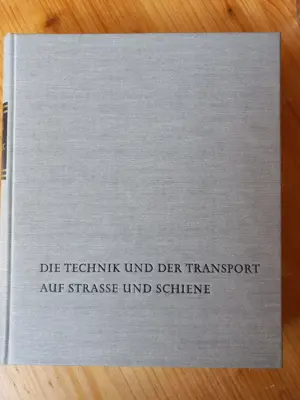 DIE TECHNIK UND DER TRANSPORT
AUF STRASSE UND SCHIENE